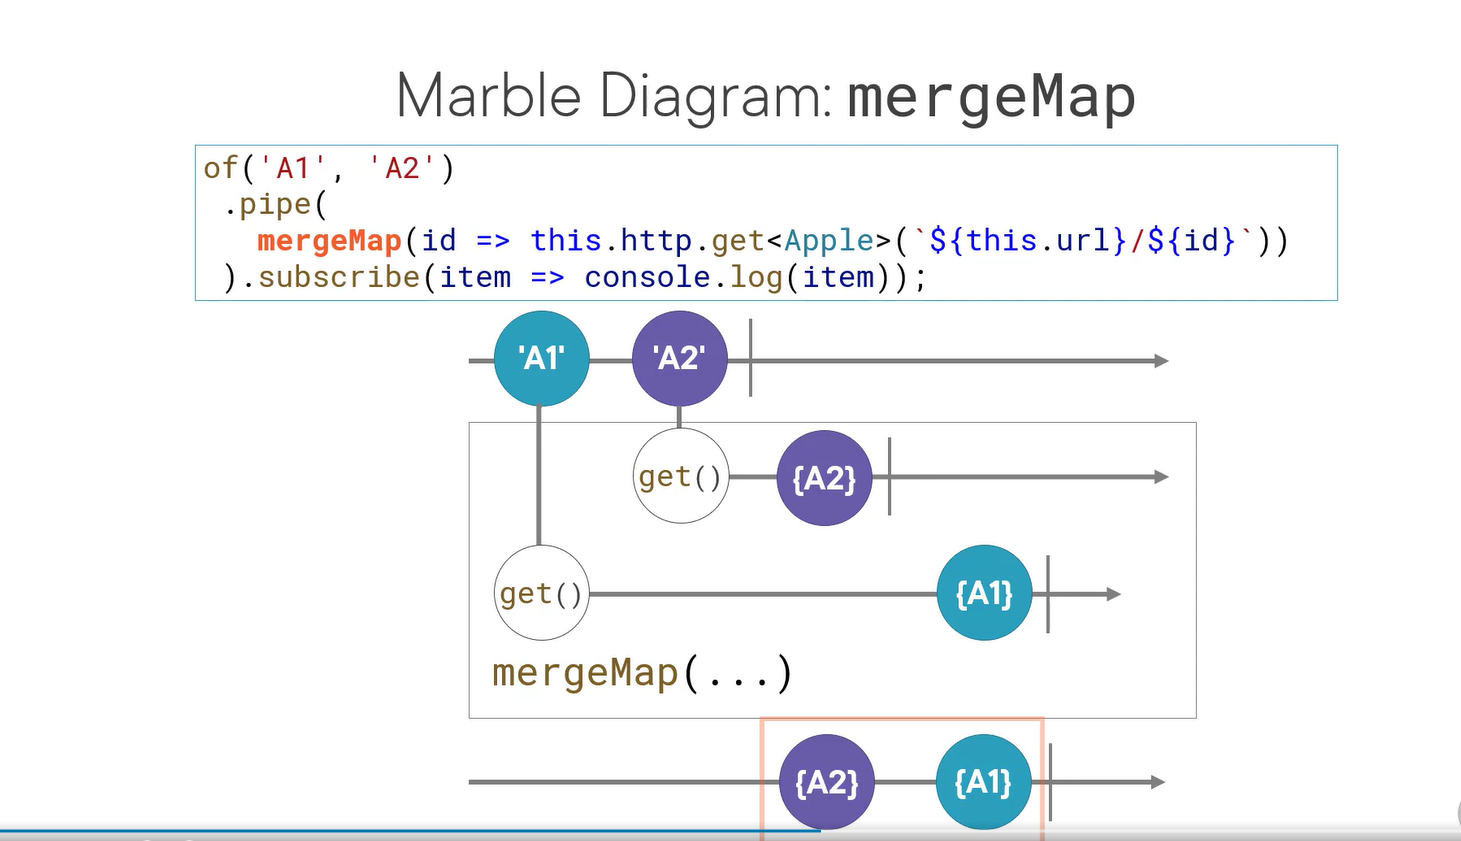 Marble Diagram: mergeMap
of('A1', 'A2')
.pipe(
mergeMap(id => this.http.get<Apple>(`${this.url}/${id}`))
).subscribe(item => console.log(item));
'A1' 'A2'
get() {A2}
get() {A1}
mergeMap(...)
{A2} {A1}